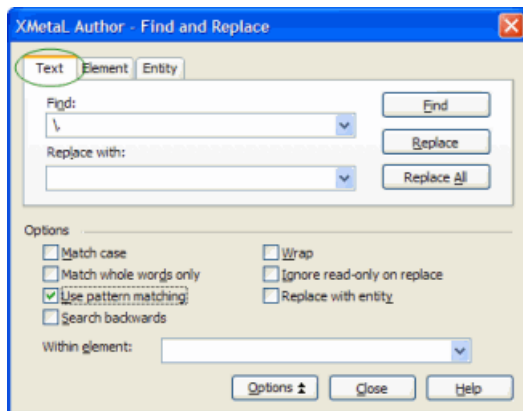 XMetaL Author - Find and Replace
Text Element Entity
Find: Find
\,
Replace
Replace with:
Replace All
Options
Match case Wrap
Match whole words only Ignore read-only on replace
Use pattern matching Replace with entity
Search backwards
Within element:
Options Close Help